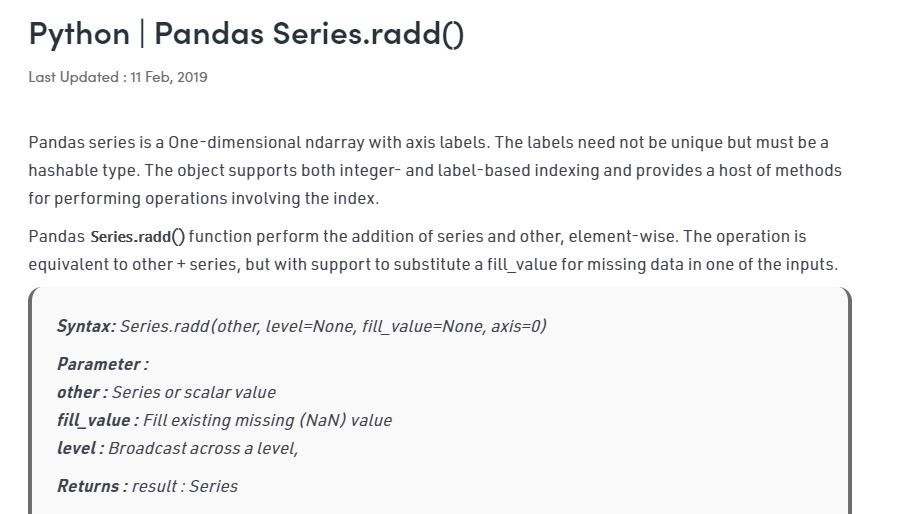 Python | Pandas Series.radd()
Last Updated : 11 Feb, 2019
Pandas series is a One-dimensional ndarray with axis labels. The labels need not be unique but must be a
hashable type. The object supports both integer- and label-based indexing and provides a host of methods
for performing operations involving the index.
Pandas Series.radd() function perform the addition of series and other, element-wise. The operation is
equivalent to other + series, but with support to substitute a fill_value for missing data in one of the inputs.
Syntax: Series.radd(other, level=None, fill_value=None, axis=0)
Parameter :
other : Series or scalar value
fill_value : Fill existing missing (NaN) value
level : Broadcast across a level,
Returns : result : Series